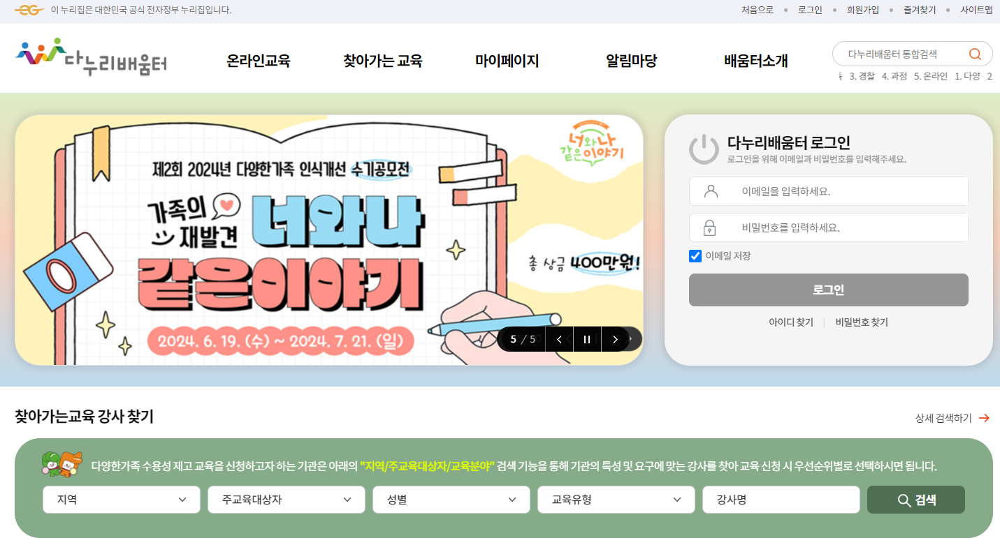 이 누리집은 대한민국 공식 전자정부 누리집입니다.
처음으로 로그인 회원가입 즐겨찾기 사이트맵
다누리배움터
온라인교육 찾아가는 교육 마이페이지 알림마당 배움터소개
다누리배움터 통합검색
3. 경찰 4. 과정 5. 온라인 1. 다양 2.
너와나
같은이야기
제2회 2024년 다양한가족 인식개선 수기공모전
가족의
재발견
너와나
같은이야기
총 상금 400만원!
2024. 6. 19. (수) ~ 2024. 7. 21. (일)
5 / 5
다누리배움터 로그인
로그인을 위해 이메일과 비밀번호를 입력해주세요.
이메일을 입력하세요.
비밀번호를 입력하세요.
이메일 저장
로그인
아이디 찾기 비밀번호 찾기
찾아가는교육 강사 찾기
상세 검색하기
다양한가족 수용성 제고 교육을 신청하고자 하는 기관은 아래의 "지역/주교육대상자/교육분야" 검색 기능을 통해 기관의 특성 및 요구에 맞는 강사를 찾아 교육 신청 시 우선순위별로 선택하시면 됩니다.
지역 주교육대상자 성별 교육유형 강사명 검색